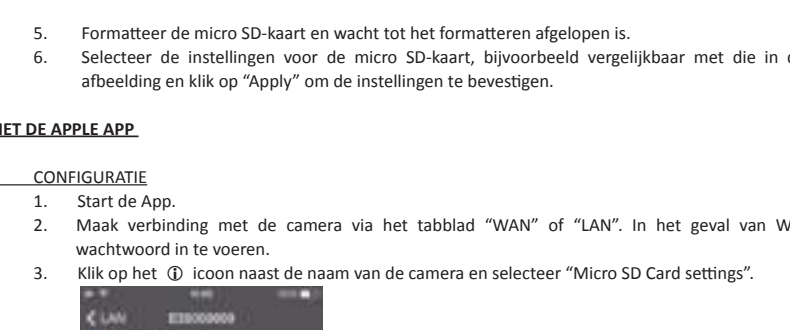 5. Formatteer de micro SD-kaart en wacht tot het formatteren afgelopen is.
6. Selecteer de instellingen voor de micro SD-kaart, bijvoorbeeld vergelijkbaar met die in
afbeelding en klik op “Apply” om de instellingen te bevestigen.
DE APPLE APP
CONFIGURATIE
1. Start de App.
2. Maak verbinding met de camera via het tabblad “WAN” of “LAN”. In het geval van
wachtwoord in te voeren.
3. Klik op het ⓘ icoon naast de naam van de camera en selecteer “Micro SD Card settings”.
< LAN